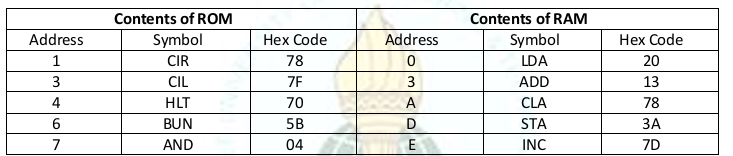 Contents of ROM Contents of RAM
Address Symbol Hex Code Address Symbol Hex Code
1 CIR 78 0 LDA 20
3 CIL 7F 3 ADD 13
4 HLT 70 A CLA 78
6 BUN 5B D STA 3A
7 AND 04 E INC 7D